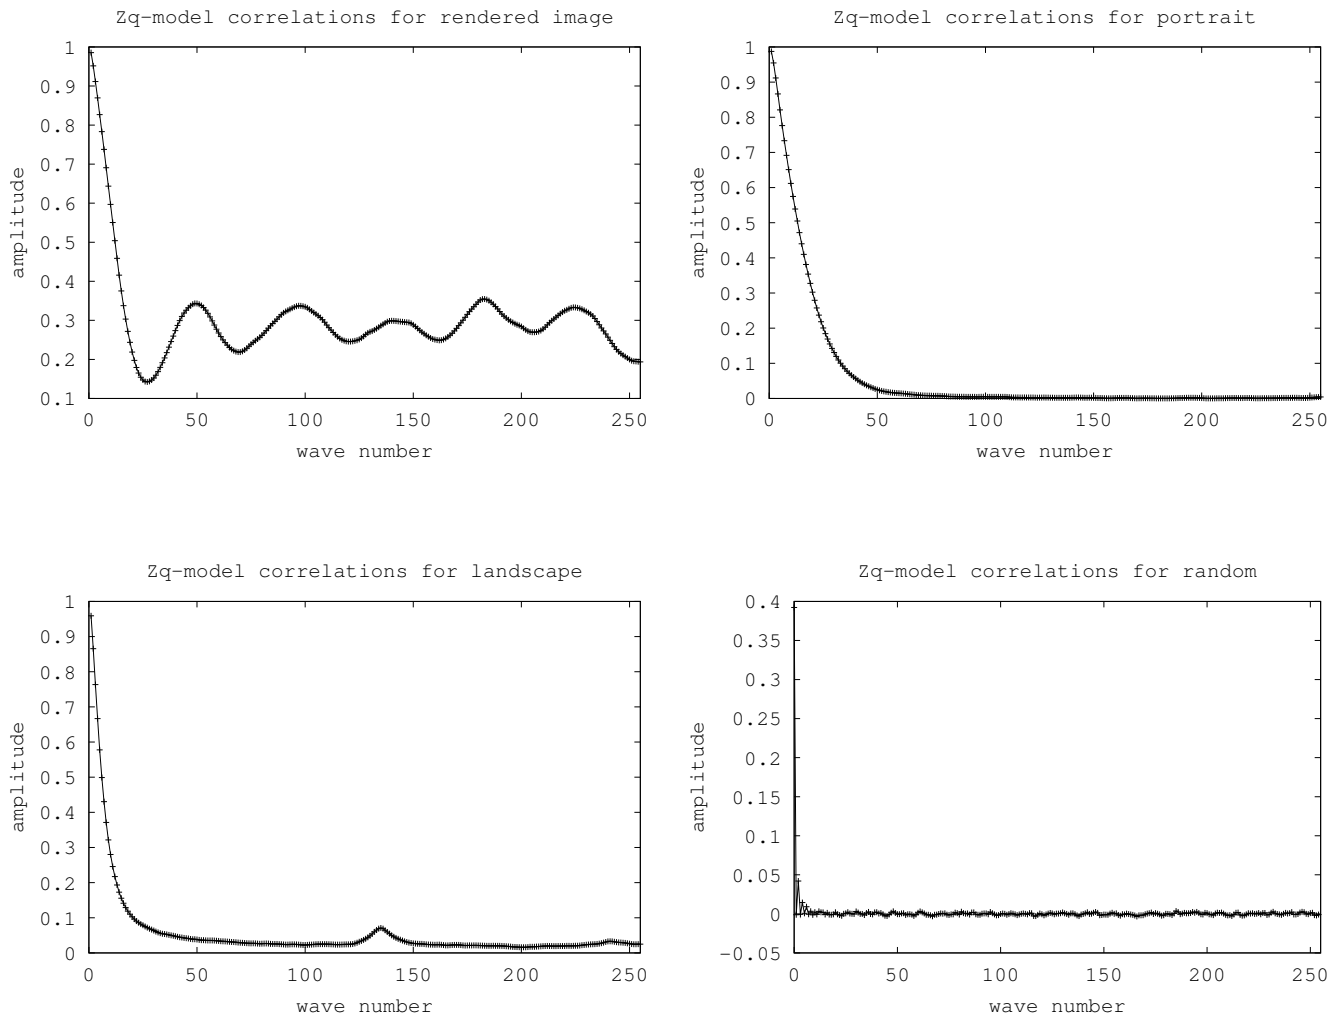 Zq-model correlations for rendered image
1
0.9
0.8
0.7
0.6
0.5
0.4
0.3
0.2
0.1
amplitude
0 50 100 150 200 250
wave number
Zq-model correlations for portrait
1
0.9
0.8
0.7
0.6
0.5
0.4
0.3
0.2
0.1
0
amplitude
0 50 100 150 200 250
wave number
Zq-model correlations for landscape
1
0.9
0.8
0.7
0.6
0.5
0.4
0.3
0.2
0.1
0
amplitude
0 50 100 150 200 250
wave number
Zq-model correlations for random
0.4
0.35
0.3
0.25
0.2
0.15
0.1
0.05
0
-0.05
amplitude
0 50 100 150 200 250
wave number